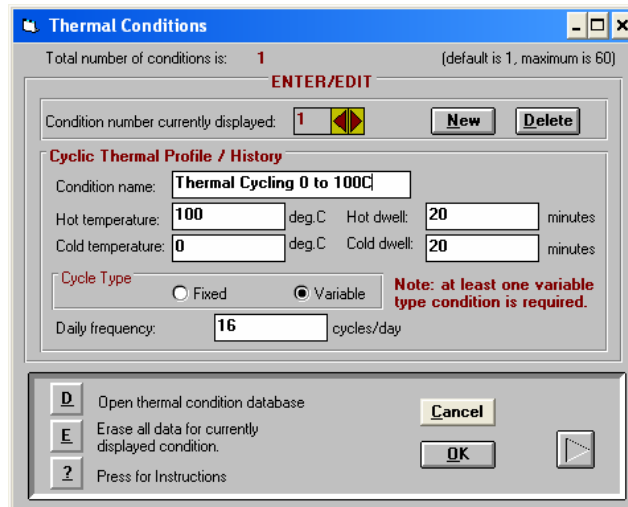 Thermal Conditions
Total number of conditions is: 1 (default is 1, maximum is 60)
ENTER/EDIT
Condition number currently displayed: 1 New Delete
Cyclic Thermal Profile / History
Condition name: Thermal Cycling 0 to 100C
Hot temperature: 100 deg.C Hot dwell: 20 minutes
Cold temperature: 0 deg.C Cold dwell: 20 minutes
Cycle Type
Fixed Variable
Note: at least one variable
type condition is required.
Daily frequency: 16 cycles/day
D Open thermal condition database
Cancel
E Erase all data for currently
displayed condition.
OK
? Press for Instructions